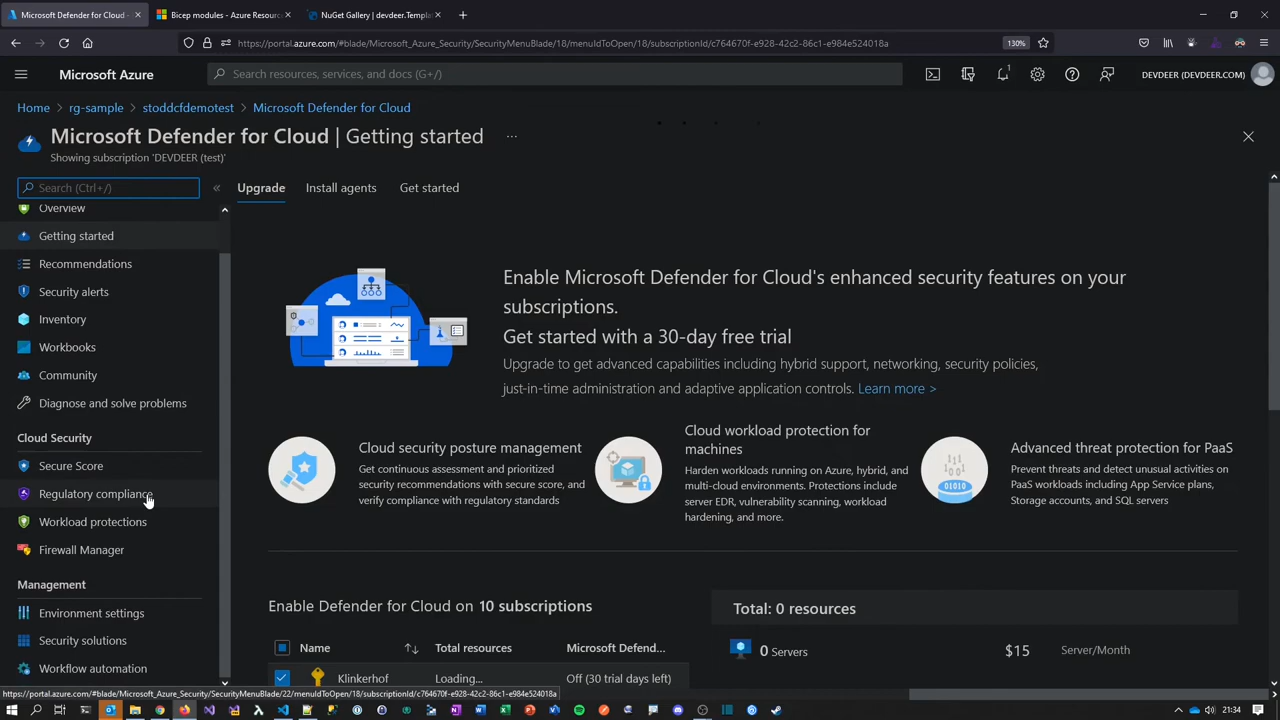 Microsoft Defender for Cloud -
Bicep modules - Azure Resourc
NuGet Gallery | devdeer.Templa
https://portal.azure.com/#blade/Microsoft_Azure_Security/SecurityMenuBlade/18/menuIdToOpen/18/subscriptionId/c764670f-e928-42c2-86c1-e984e524018a
130%
Microsoft Azure
Search resources, services, and docs (G+/)
1
DEVDEER (DEVDEER.COM)
Home > rg-sample > stoddcfdemotest > Microsoft Defender for Cloud
Microsoft Defender for Cloud | Getting started ...
Showing subscription 'DEVDEER (test)'
Search (Ctrl+/)
«
Overview
Getting started
Recommendations
Security alerts
Inventory
Workbooks
Community
Diagnose and solve problems
Cloud Security
Secure Score
Regulatory compliance
Workload protections
Firewall Manager
Management
Environment settings
Security solutions
Workflow automation
Upgrade
Install agents
Get started
Enable Microsoft Defender for Cloud's enhanced security features on your
subscriptions.
Get started with a 30-day free trial
Upgrade to get advanced capabilities including hybrid support, networking, security policies,
just-in-time administration and adaptive application controls. Learn more >
Cloud security posture management
Get continuous assessment and prioritized
security recommendations with secure score, and
verify compliance with regulatory standards
Cloud workload protection for
machines
Harden workloads running on Azure, hybrid, and
multi-cloud environments. Protections include
server EDR, vulnerability scanning, workload
hardening, and more.
01010
Advanced threat protection for PaaS
Prevent threats and detect unusual activities on
PaaS workloads including App Service plans,
Storage accounts, and SQL servers
Enable Defender for Cloud on 10 subscriptions
Name
Total resources
Microsoft Defend...
Klinkerhof
Loading...
Off (30 trial days left)
Total: 0 resources
0 Servers
$15
Server/Month
https://portal.azure.com/#blade/Microsoft_Azure_Security/SecurityMenuBlade/22/menuIdToOpen/18/subscriptionId/c764670f-e928-42c2-86c1-e984e524018a
21:34